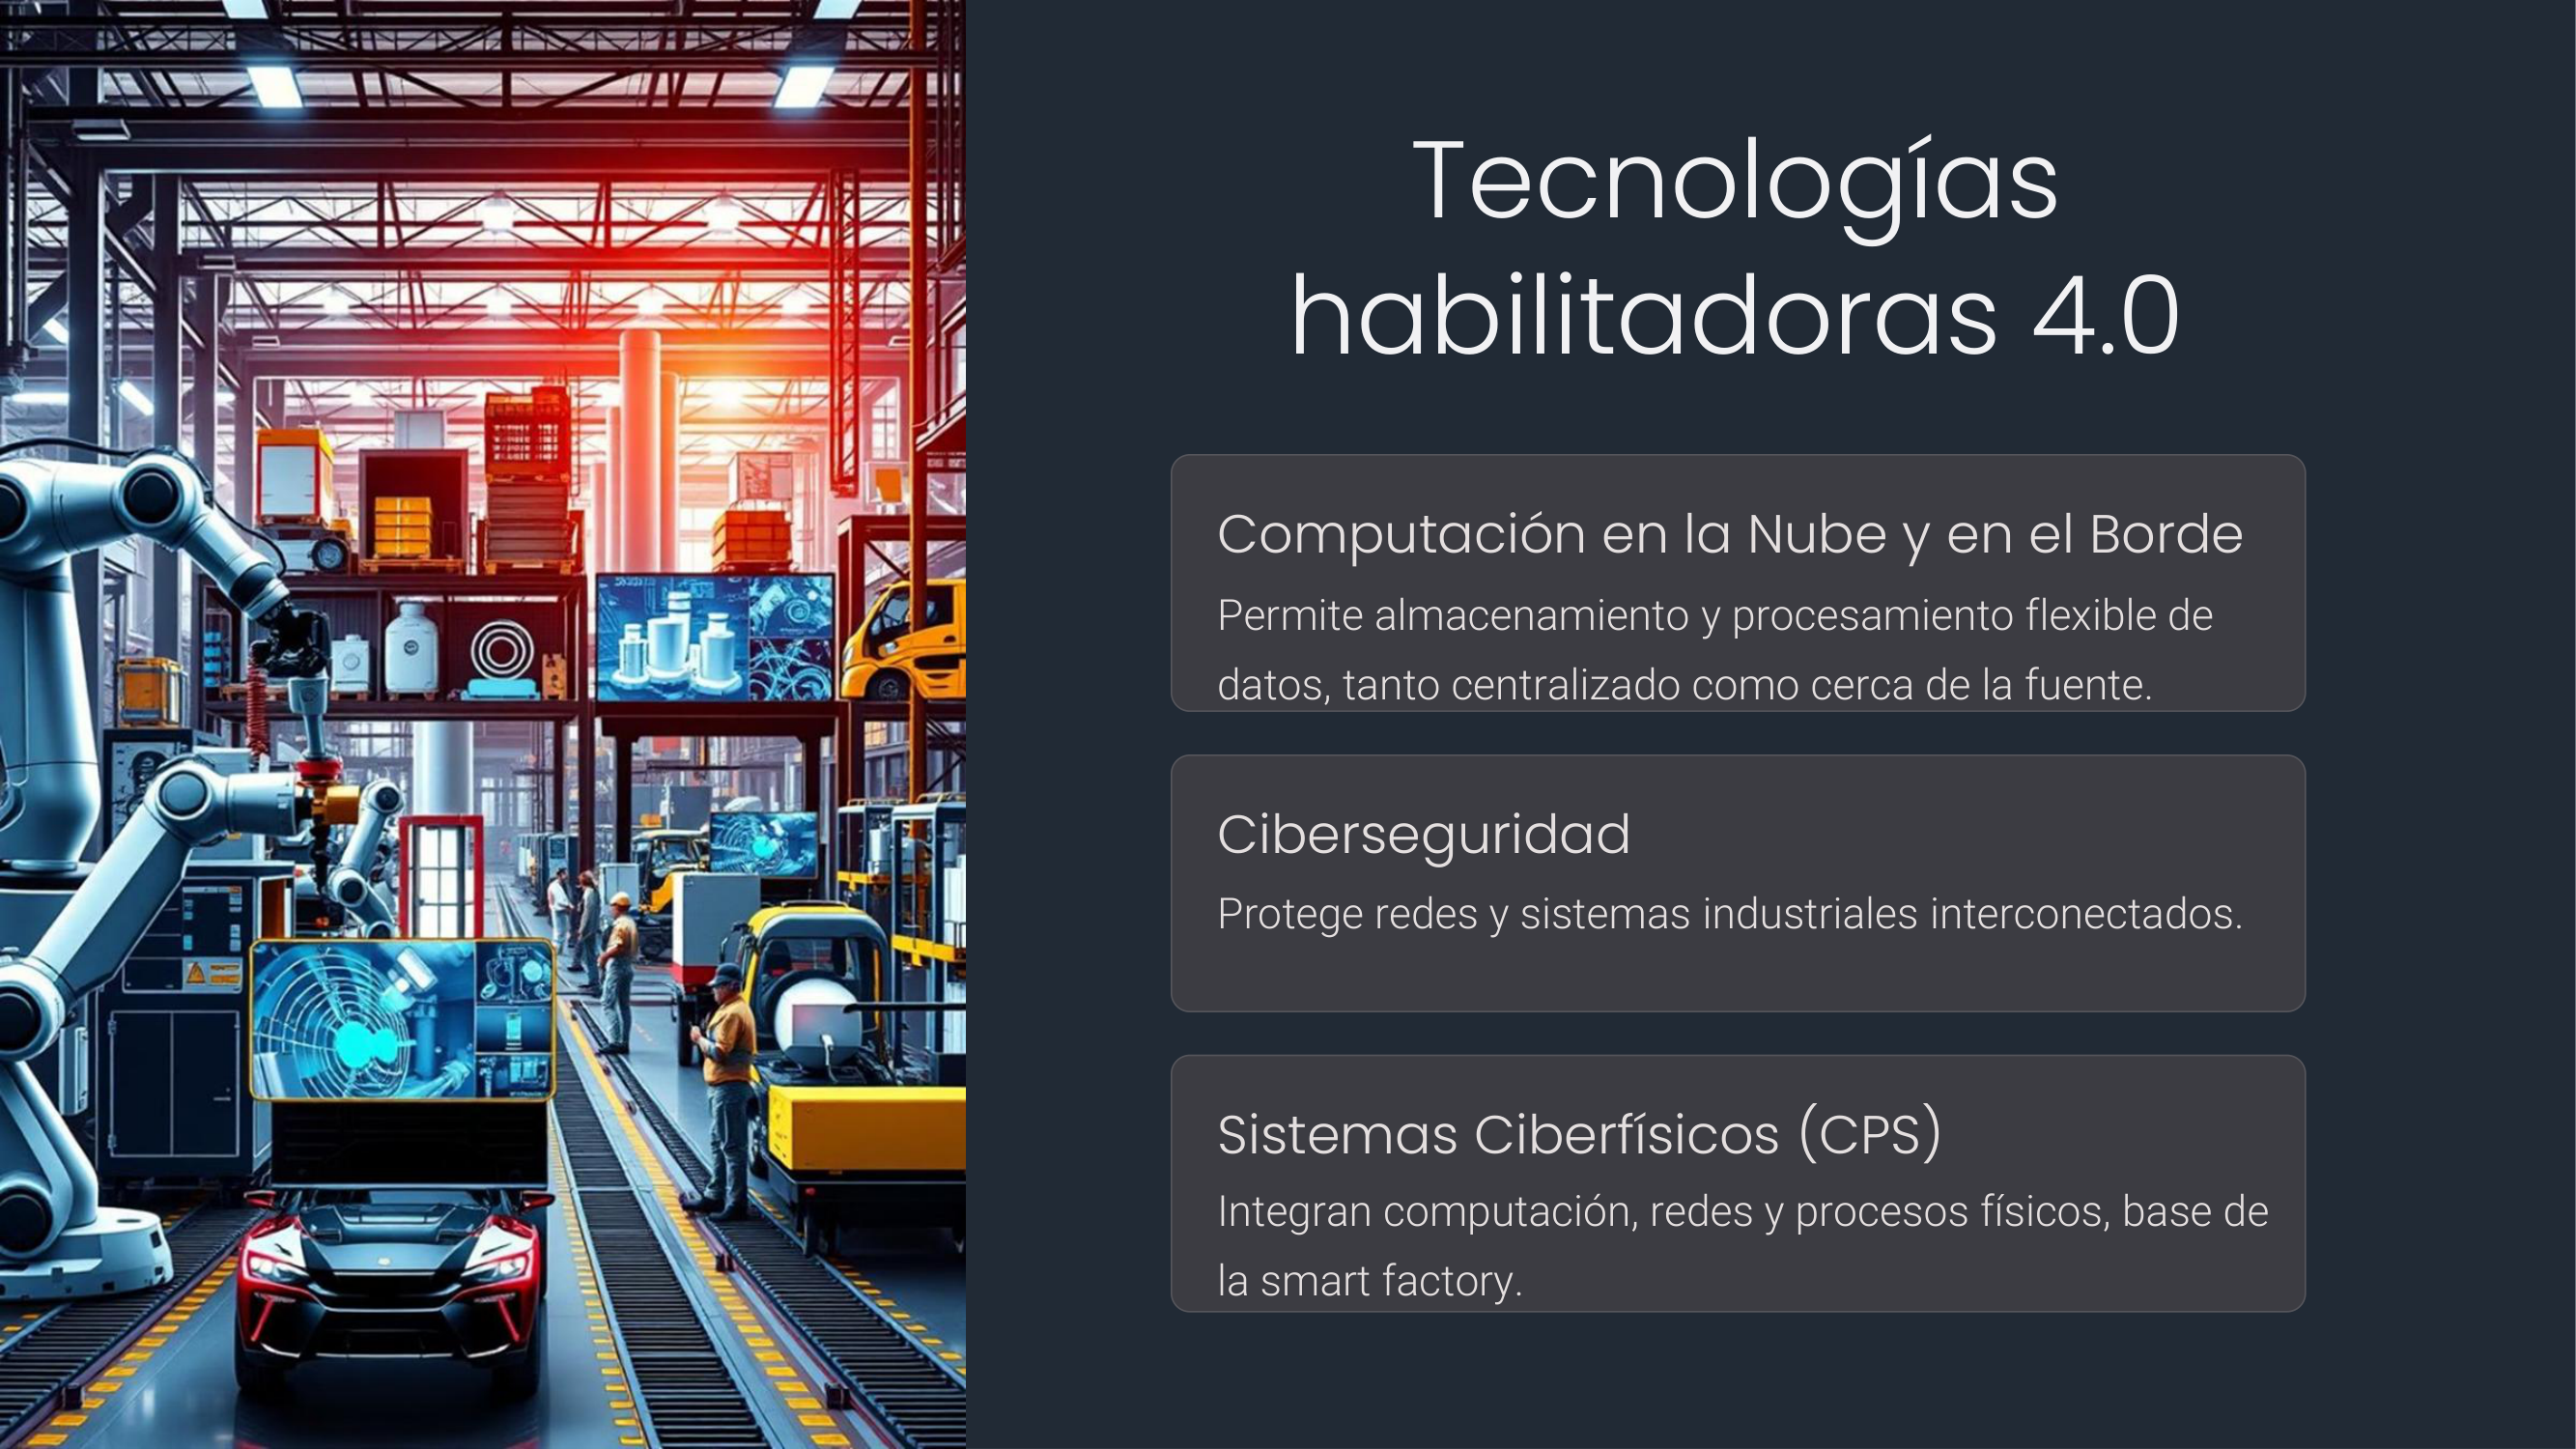 Tecnologías
habilitadoras 4.0
Computación en la Nube y en el Borde
Permite almacenamiento y procesamiento flexible de
datos, tanto centralizado como cerca de la fuente.
Ciberseguridad
Protege redes y sistemas industriales interconectados.
Sistemas Ciberfísicos (CPS)
Integran computación, redes y procesos físicos, base de
la smart factory.